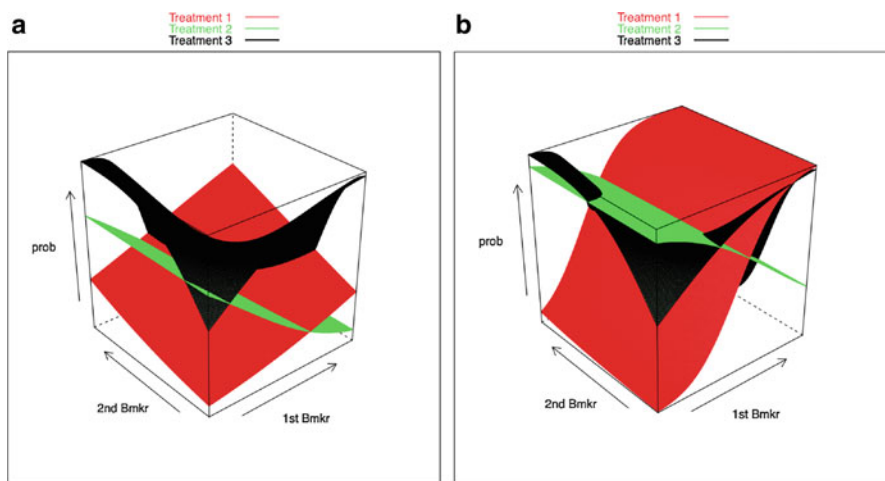 a
Treatment 1
Treatment 2
Treatment 3
prob
2nd Bmkr
1st Bmkr
b
Treatment 1
Treatment 2
Treatment 3
prob
2nd Bmkr
1st Bmkr